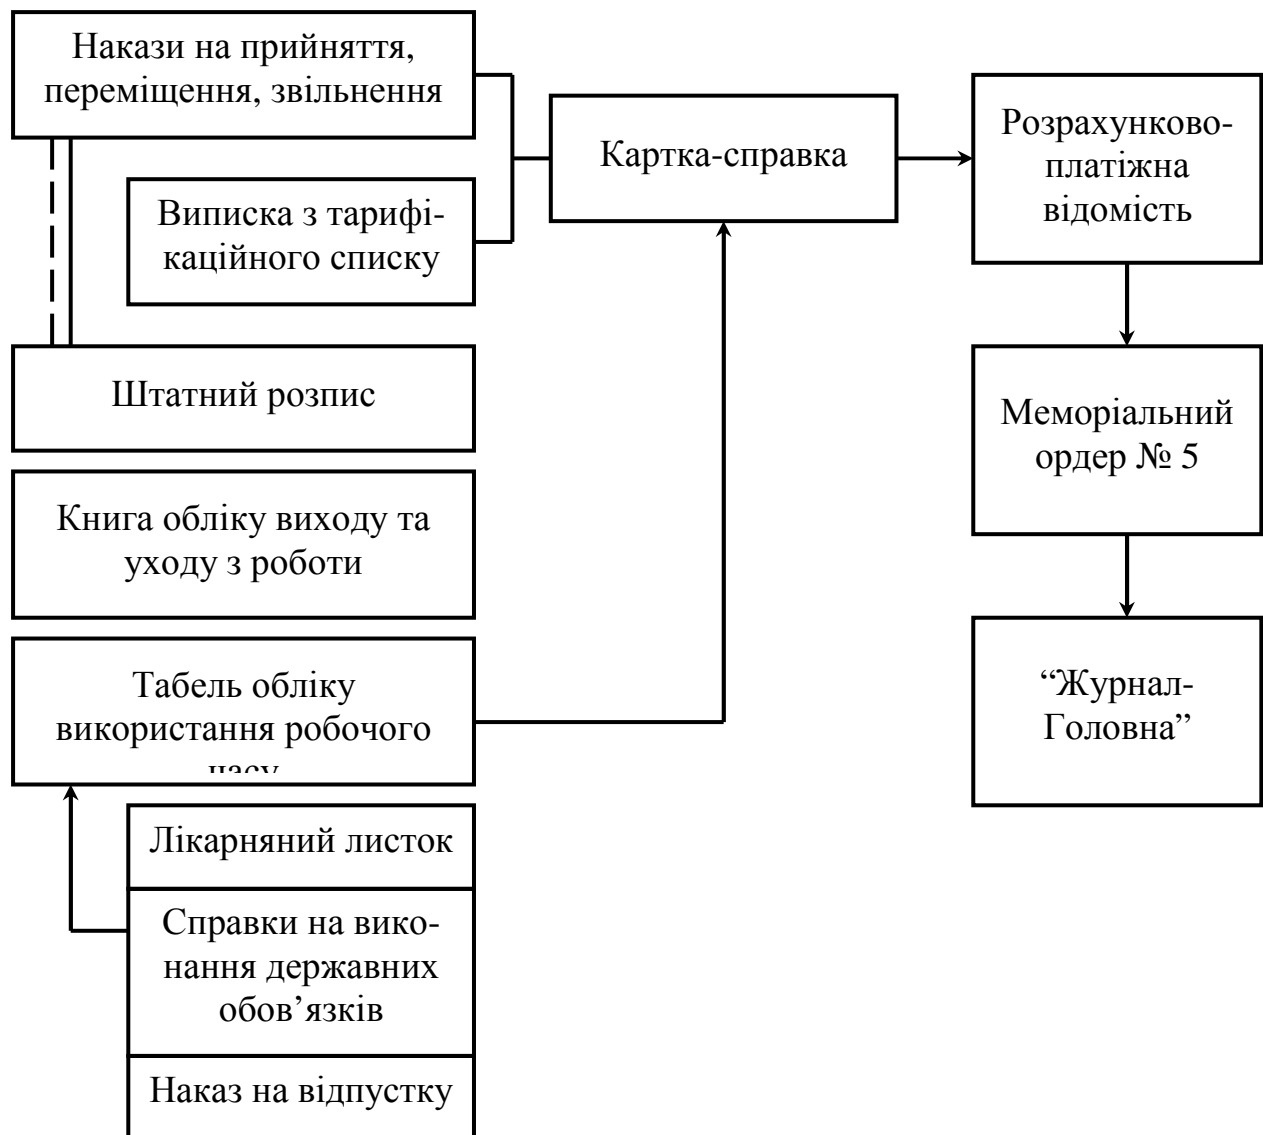 Накази на прийняття,
переміщення, звільнення
Виписка з тарифі-
каційного списку
Штатний розпис
Книга обліку виходу та
уходу з роботи
Табель обліку
використання робочого
часу
Лікарняний листок
Справки на вико-
нання державних
обов’язків
Наказ на відпустку
Картка-справка
Розрахунково-
платіжна
відомість
Меморіальний
ордер № 5
“Журнал-
Головна”